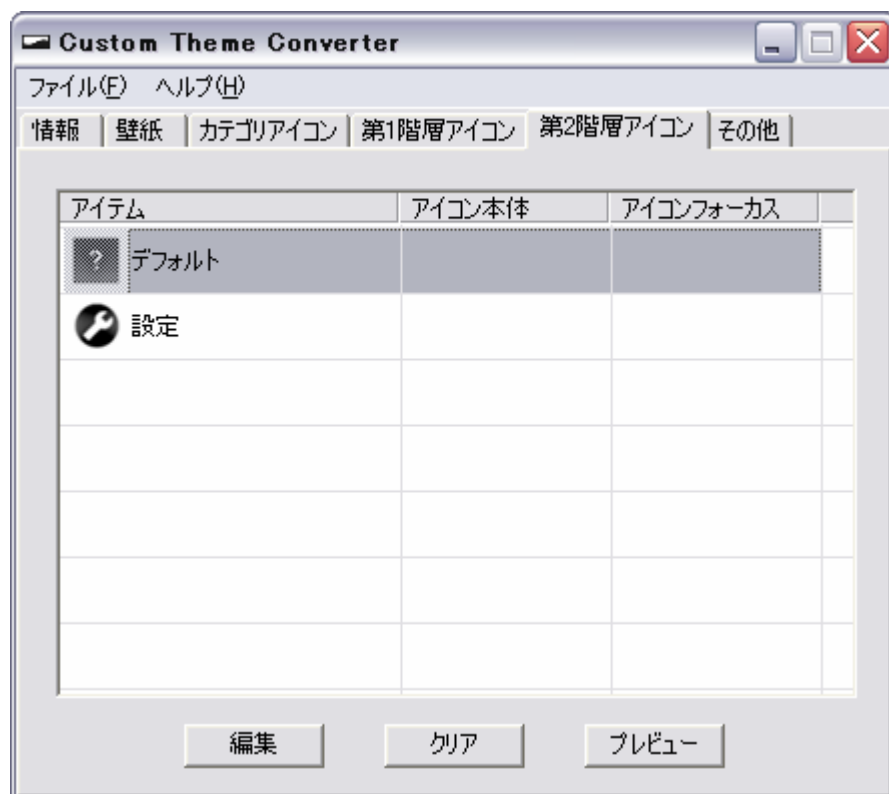 Custom Theme Converter
ファイル(F) ヘルプ(H)
情報 壁紙 カテゴリアイコン 第1階層アイコン 第2階層アイコン その他
アイテム アイコン本体 アイコンフォーカス
? デフォルト
設定
編集 クリア プレビュー